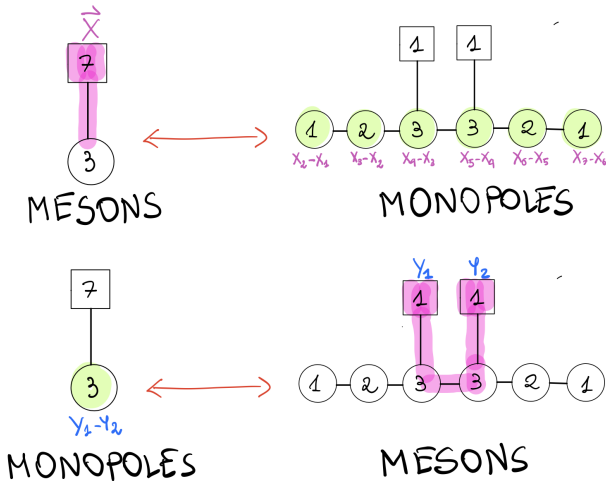 X⃗
7
3
MESONS
1 1
1 2 3 3 2 1
X₂-X₁ X₃-X₂ X₄-X₃ X₅-X₄ X₆-X₅ X₇-X₆
MONOPOLES
7
3
Y₁-Y₂
MONOPOLES
Y₁ Y₂
1 1
1 2 3 3 2 1
MESONS